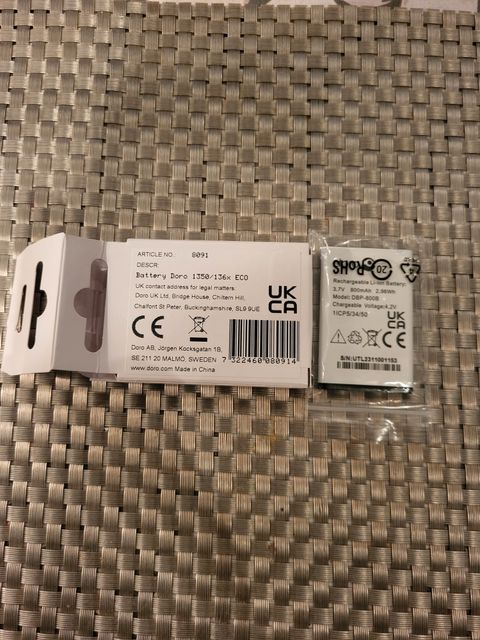 ARTICLE NO. 8091
DESCR:
Battery Doro 1350/136x ECO
UK contact address for legal matters:
Doro UK Ltd, Bridge House, Chiltern Hill,
Chalfont St Peter, Buckinghamshire, SL9 9UE
UK
CA
CE
Doro AB, Jörgen Kocksgatan 1B,
SE 211 20 MALMÖ, SWEDEN
www.doro.com Made in China
7 322460 080914
RoHS
20
Rechargeable Li-ion Battery
3.7V 800mAh 2.96Wh
Model: DBP-800B
Chargeable Voltage:4.2V
1ICP5/34/50
UK
CA
CE
S/N:UTL2311001153